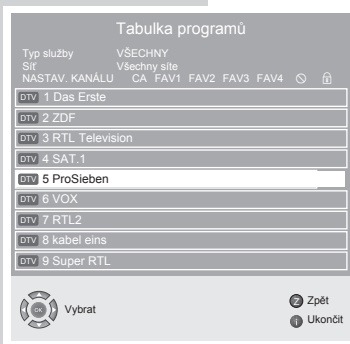 Tabulka programů
Typ služby VŠECHNY
Síť Všechny síte
NASTAV. KANÁLU CA FAV1 FAV2 FAV3 FAV4
DTV 1 Das Erste
DTV 2 ZDF
DTV 3 RTL Television
DTV 4 SAT.1
DTV 5 ProSieben
DTV 6 VOX
DTV 7 RTL2
DTV 8 kabel eins
DTV 9 Super RTL
OK Vybrat
Z Zpět
i Ukončit